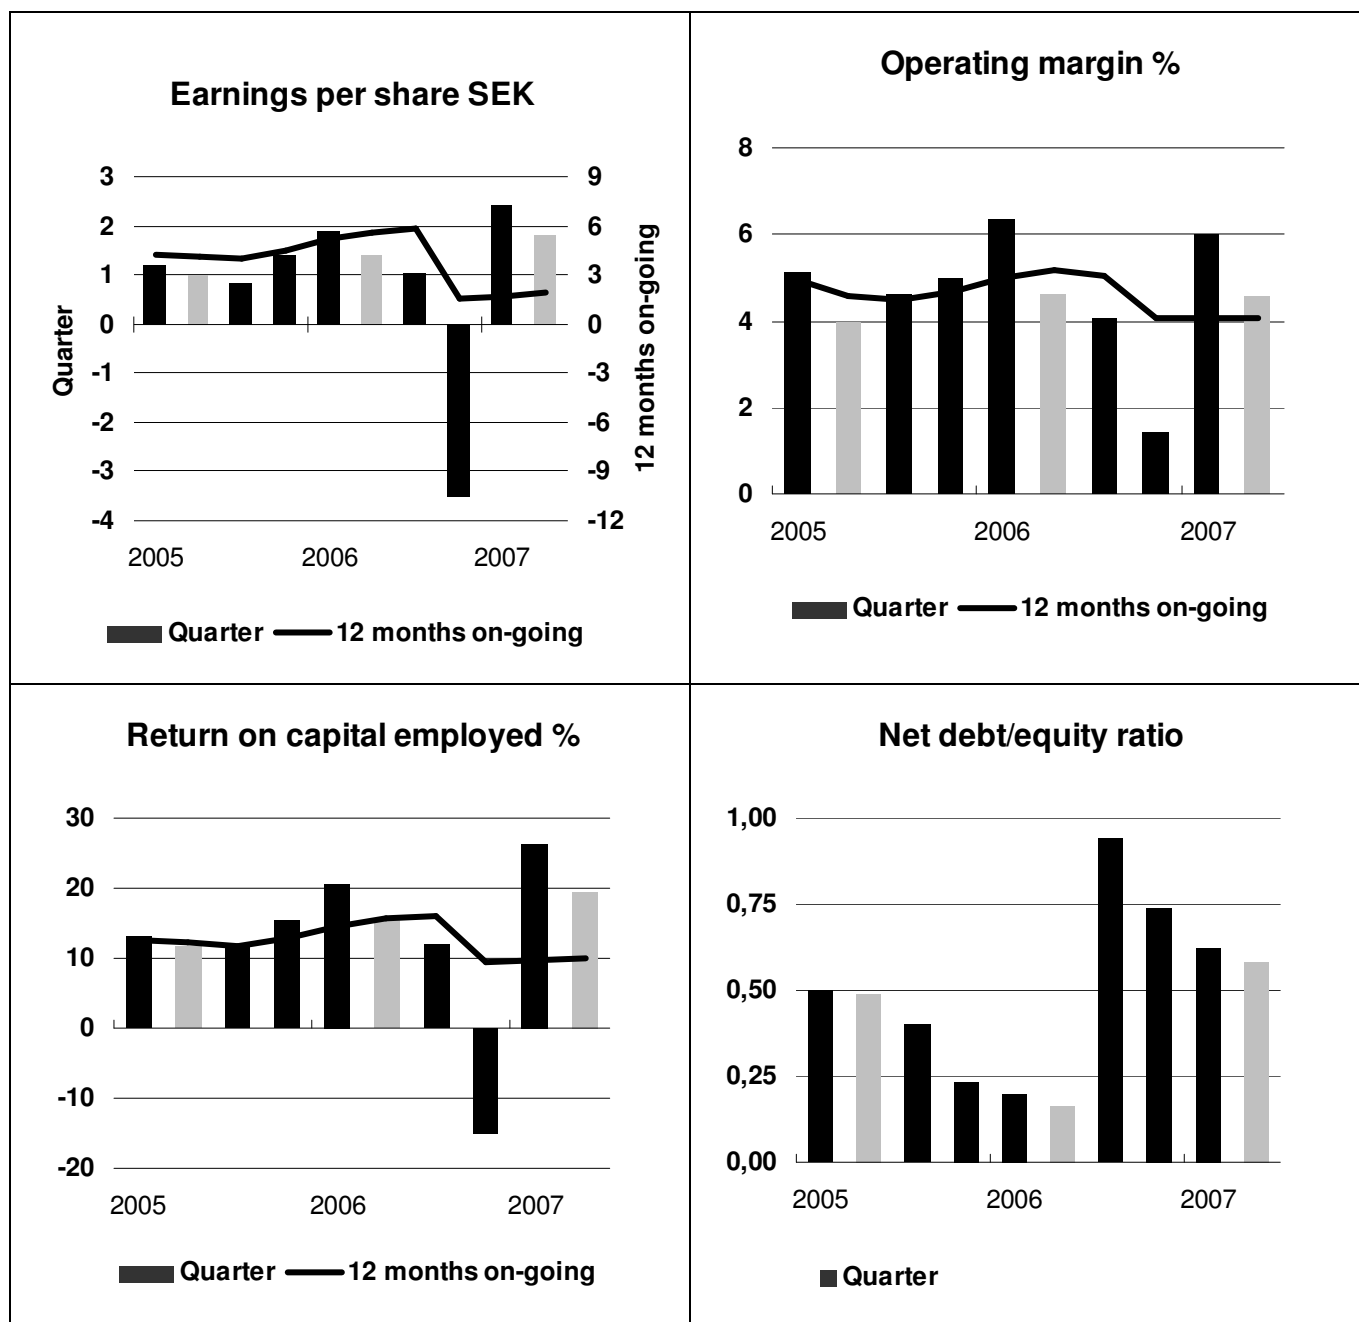 Earnings per share SEK
3
2
1
0
-1
-2
-3
-4
Quarter
9
6
3
0
-3
-6
-9
-12
12 months on-going
2005 2006 2007
Quarter 12 months on-going
Operating margin %
8
6
4
2
0
2005 2006 2007
Quarter 12 months on-going
Return on capital employed %
30
20
10
0
-10
-20
2005 2006 2007
Quarter 12 months on-going
Net debt/equity ratio
1,00
0,75
0,50
0,25
0,00
2005 2006 2007
Quarter